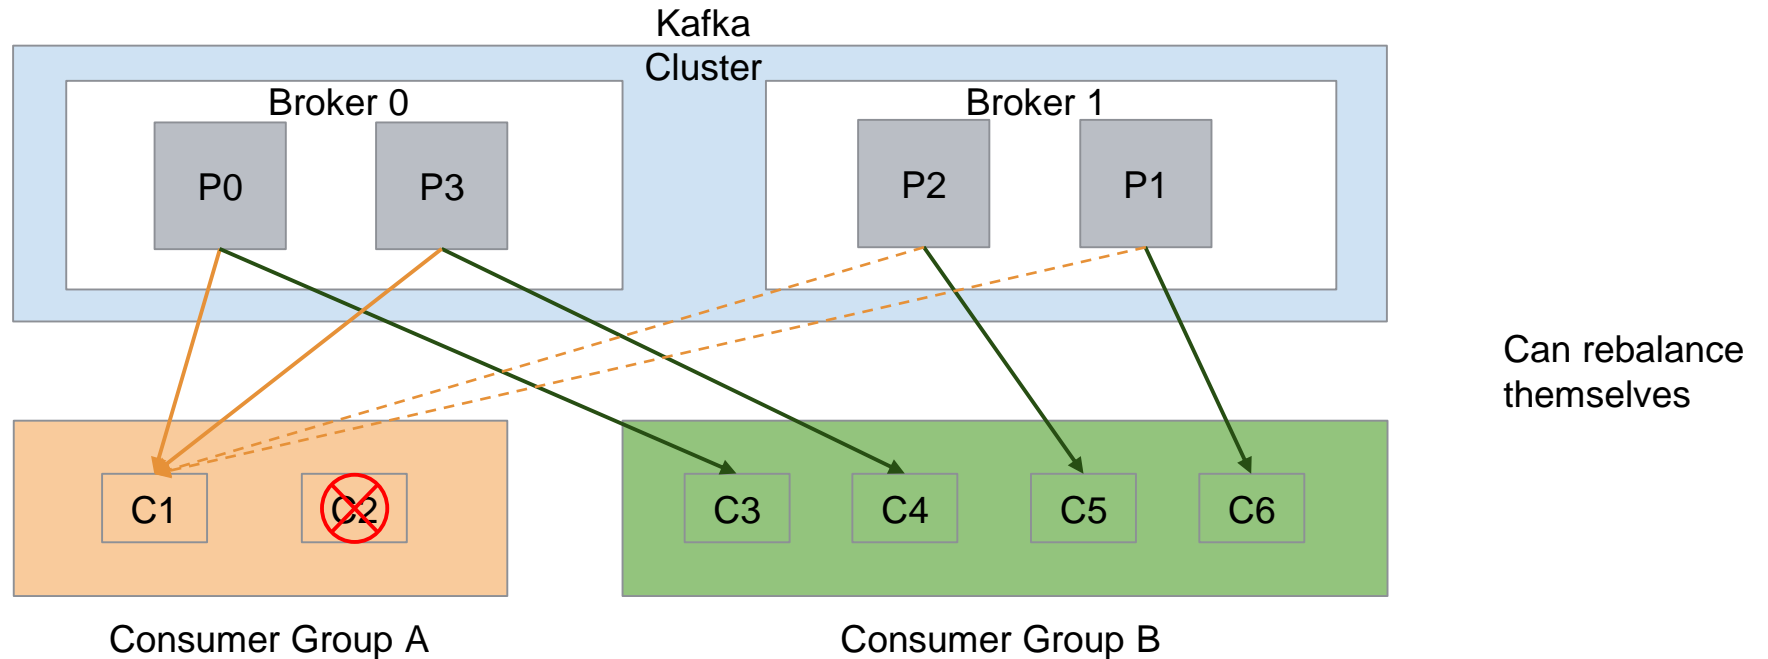 Kafka
Cluster
Broker 0
Broker 1
P0
P3
P2
P1
Can rebalance
themselves
C1
C2
C3
C4
C5
C6
Consumer Group A
Consumer Group B